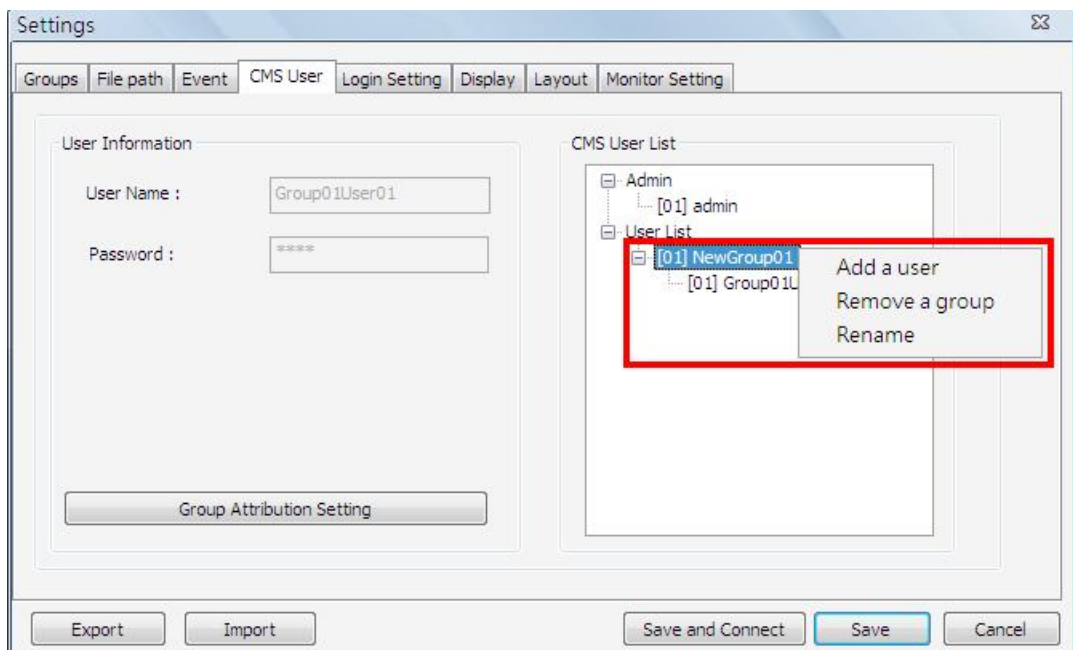 Settings
Groups File path Event CMS User Login Setting Display Layout Monitor Setting
User Information
User Name :
Group01User01
Password :
****
Group Attribution Setting
CMS User List
Admin
[01] admin
User List
[01] NewGroup01
[01] Group01U
Add a user
Remove a group
Rename
Export Import Save and Connect Save Cancel